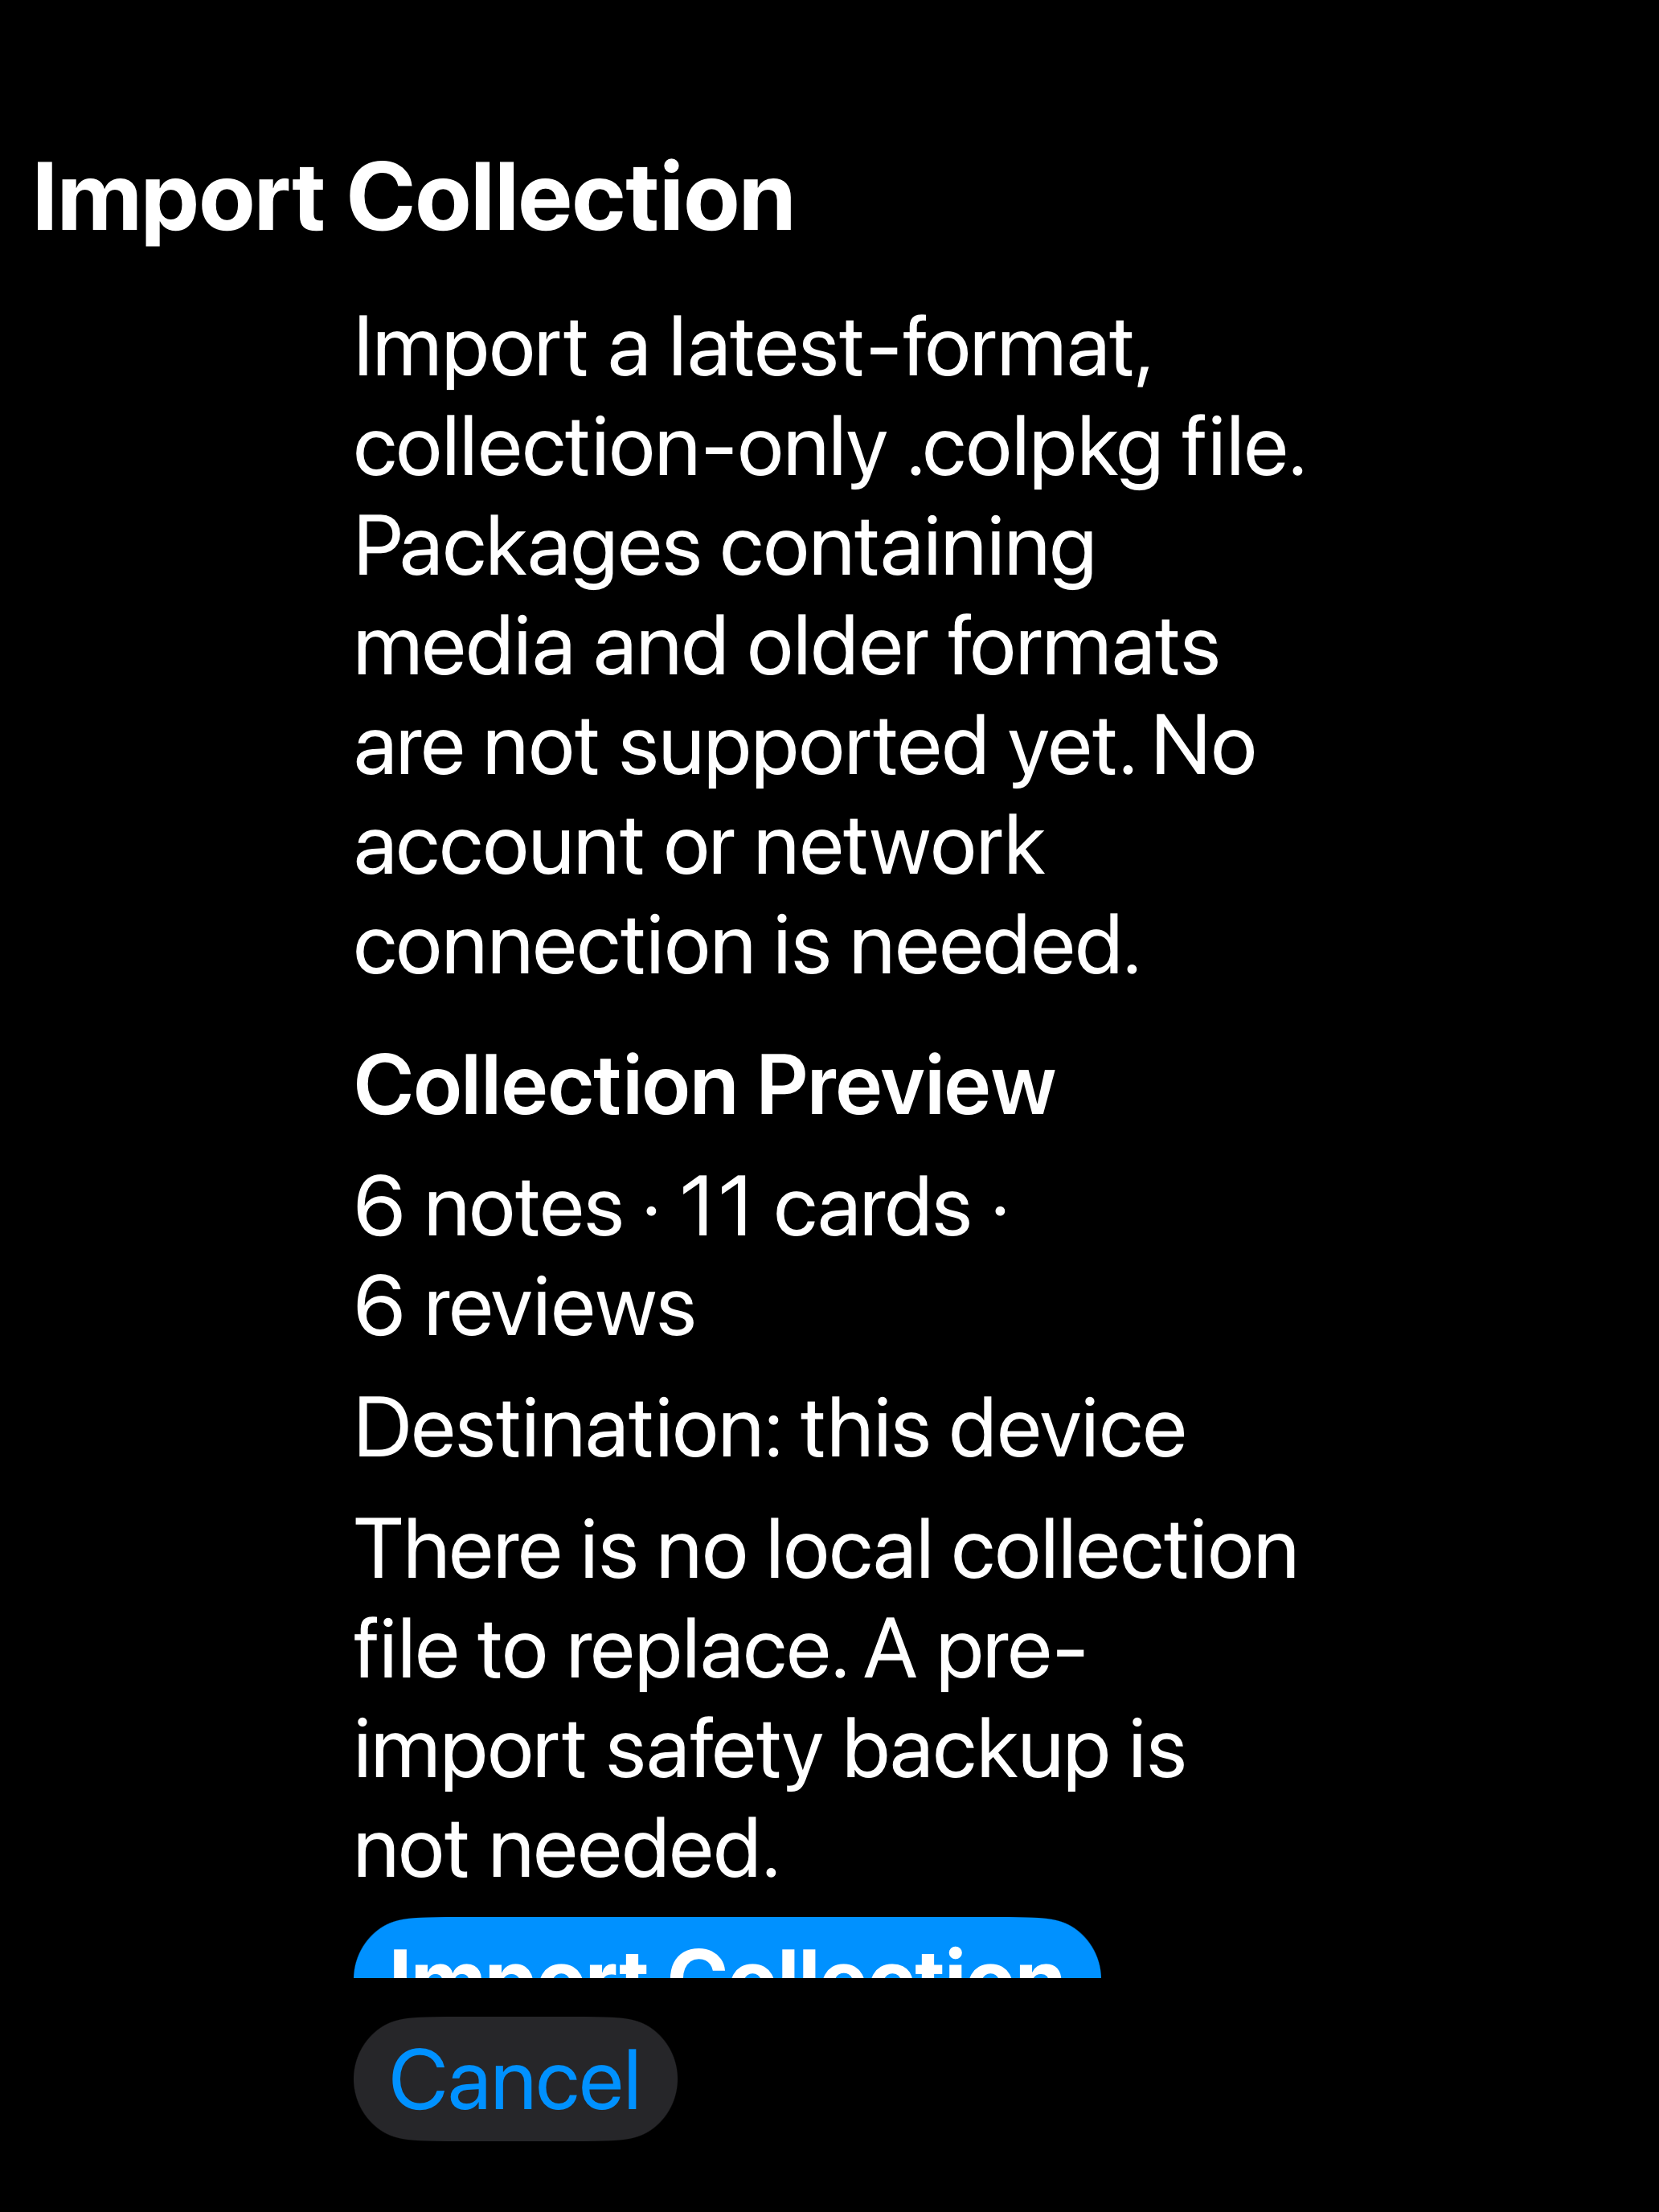 Import Collection
Import a latest-format,
collection-only .colpkg file.
Packages containing
media and older formats
are not supported yet. No
account or network
connection is needed.
Collection Preview
6 notes · 11 cards ·
6 reviews
Destination: this device
There is no local collection
file to replace. A pre-
import safety backup is
not needed.
Import Collection
Cancel